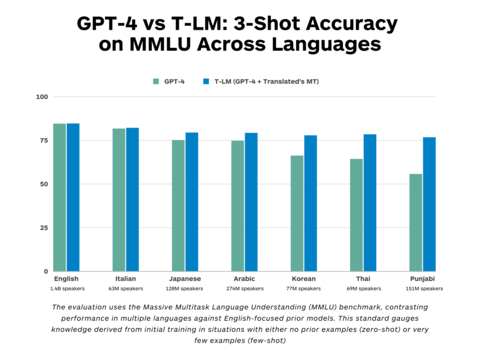 GPT-4 vs T-LM: 3-Shot Accuracy
on MMLU Across Languages
GPT-4
T-LM (GPT-4 + Translated's MT)
100
75
50
25
0
English
Italian
Japanese
Arabic
Korean
Thai
Punjabi
1.4B speakers
63M speakers
128M speakers
274M speakers
77M speakers
69M speakers
151M speakers
The evaluation uses the Massive Multitask Language Understanding (MMLU) benchmark, contrasting
performance in multiple languages against English-focused prior models. This standard gauges
knowledge derived from initial training in situations with either no prior examples (zero-shot) or very
few examples (few-shot)